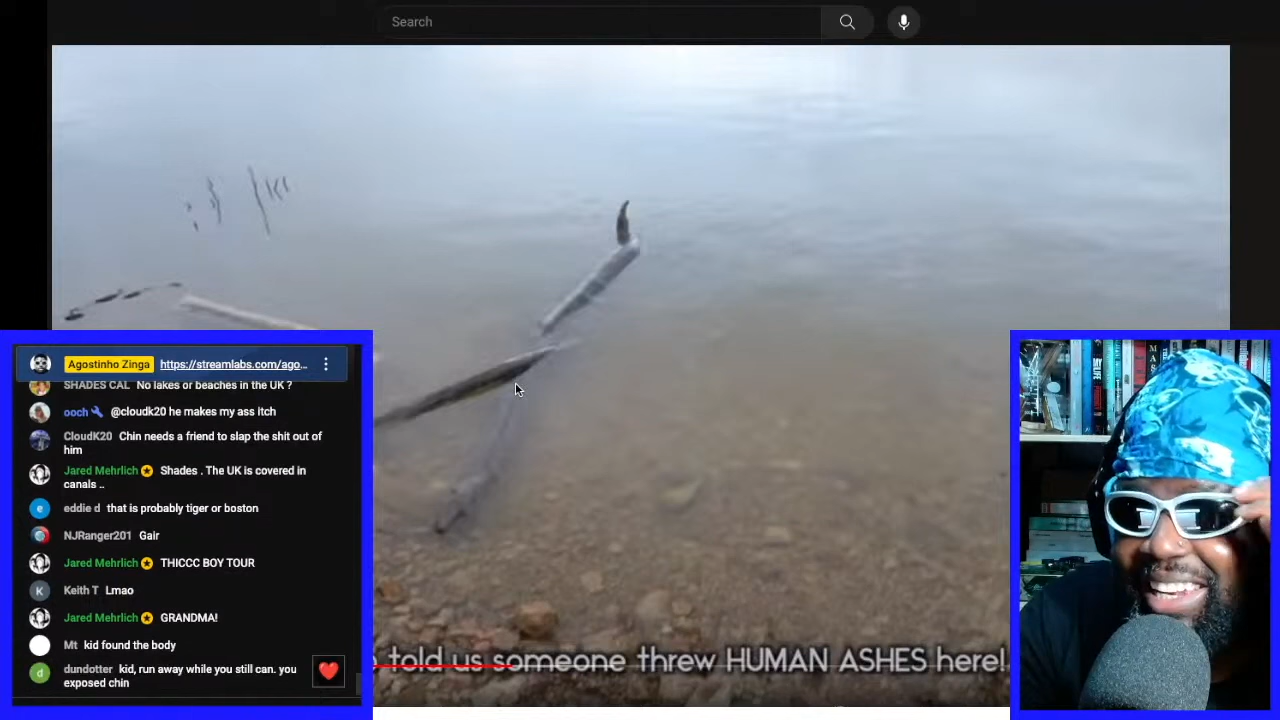 Search
Agostinho Zinga https://streamlabs.com/ago...
SHADES CAL No lakes or beaches in the UK ?
ooch @cloudk20 he makes my ass itch
CloudK20 Chin needs a friend to slap the shit out of
him
Jared Mehrlich Shades . The UK is covered in
canals ..
eddie d that is probably tiger or boston
NJRanger201 Gair
Jared Mehrlich THICCC BOY TOUR
K Keith T Lmao
Jared Mehrlich GRANDMA!
Mt kid found the body
d dundotter kid, run away while you still can. you
exposed chin
told us someone threw HUMAN ASHES here!